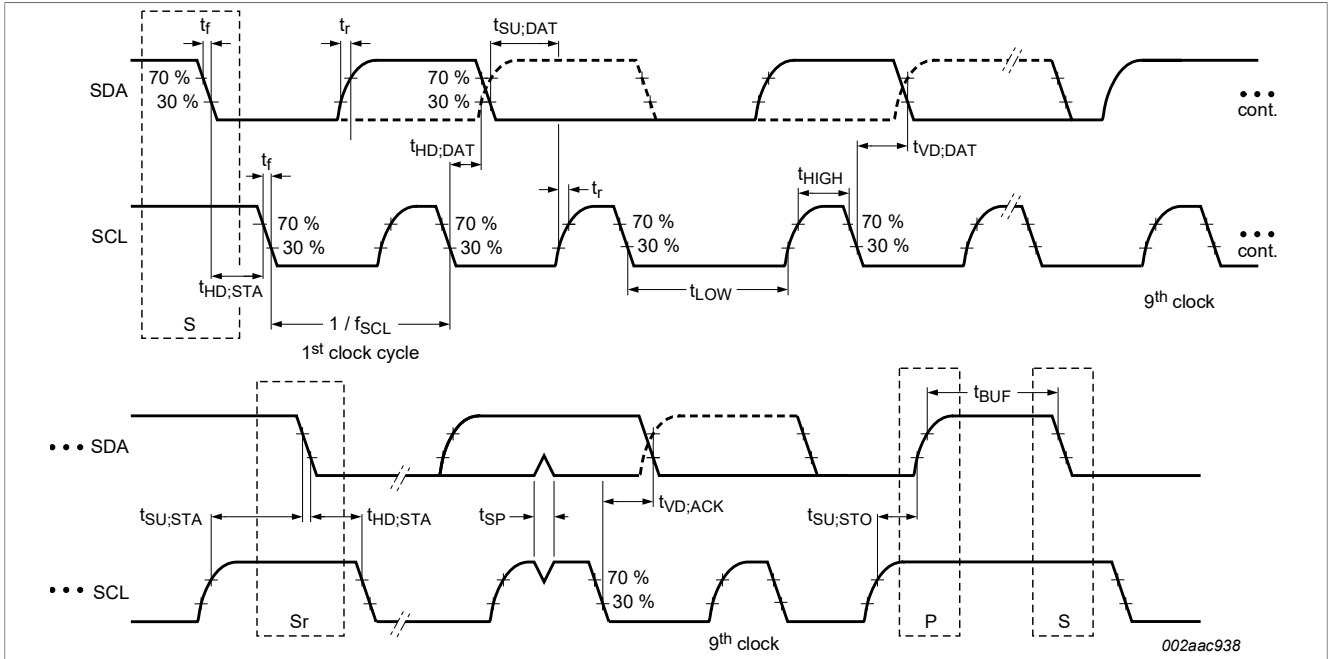 tf tr tSU;DAT
70 % 30 % 70 % 30 %
SDA
cont.
tHD;DAT tVD;DAT
tf tr tHIGH
70 % 30 % 70 % 30 % 70 % 30 % 70 % 30 %
SCL
cont.
tHD;STA tLOW
S 1 / fSCL 9th clock
1st clock cycle
tBUF
SDA
tSU;STA tHD;STA tSP tVD;ACK tSU;STO
70 % 30 %
SCL
Sr P S
9th clock
002aac938